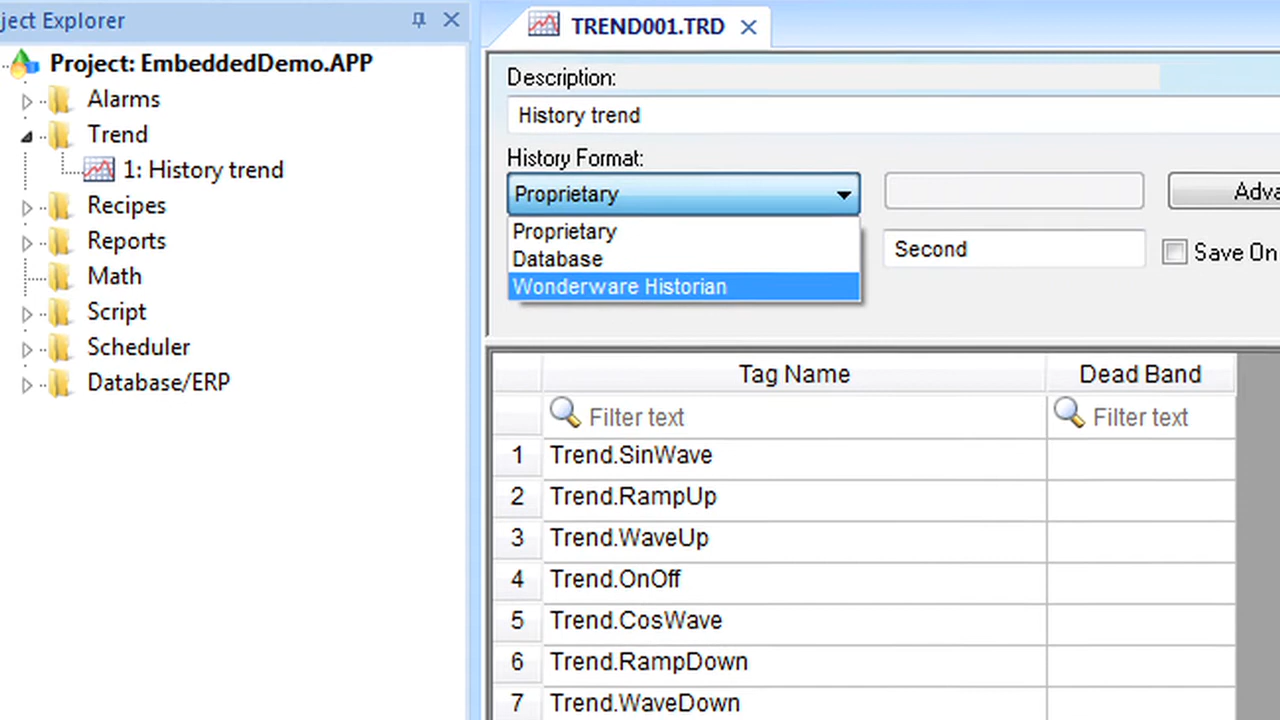 ject Explorer
Project: EmbeddedDemo.APP
Alarms
Trend
1: History trend
Recipes
Reports
Math
Script
Scheduler
Database/ERP
TREND001.TRD
Description:
History trend
History Format:
Proprietary
Adva
Proprietary
Database
Wonderware Historian
Second
Save On
Tag Name Dead Band
Filter text Filter text
1 Trend.SinWave
2 Trend.RampUp
3 Trend.WaveUp
4 Trend.OnOff
5 Trend.CosWave
6 Trend.RampDown
7 Trend.WaveDown